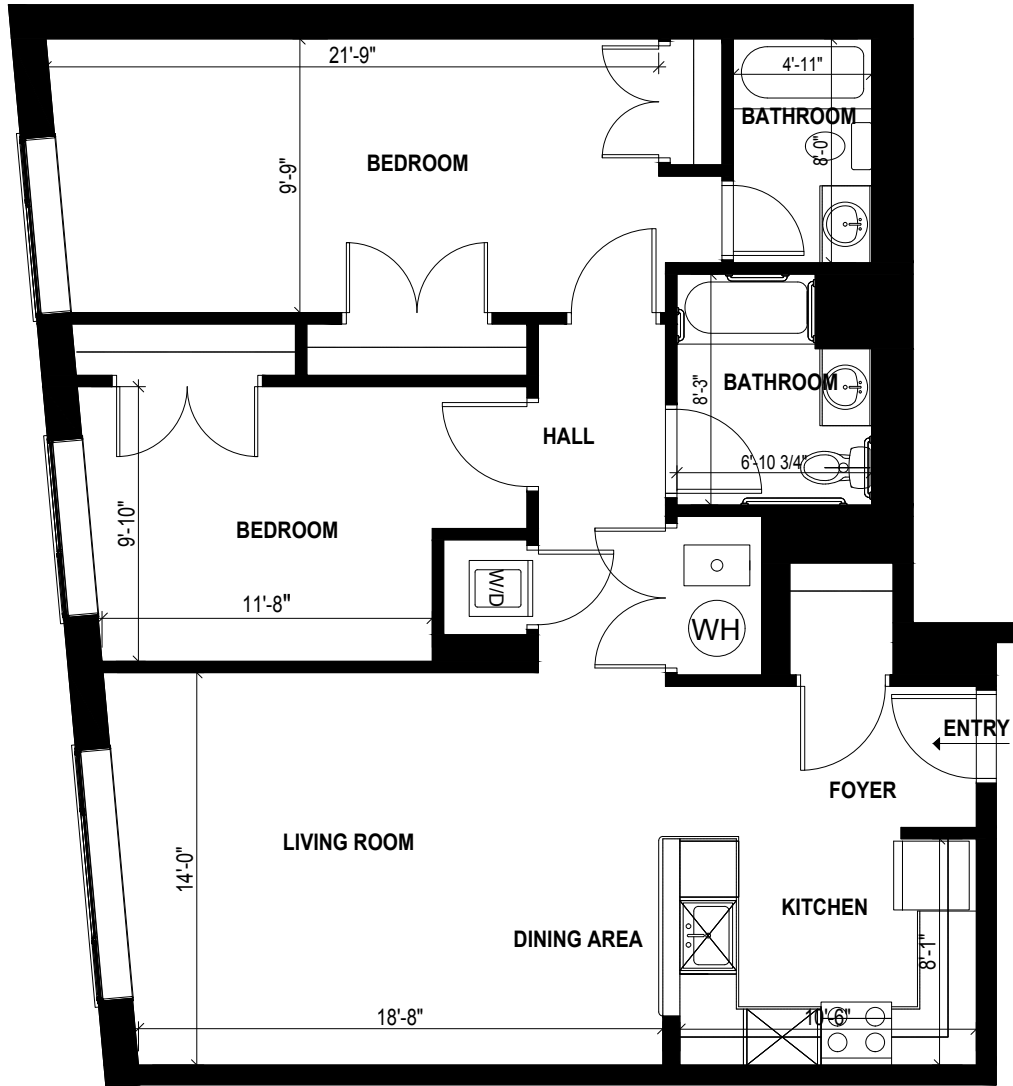 21'-9"
4'-11"
BATHROOM
8'-0"
BEDROOM
9'-9"
BATHROOM
8'-3"
HALL
6'-10 3/4"
BEDROOM
9'-10"
11'-8"
W/D
WH
ENTRY
FOYER
LIVING ROOM
14'-0"
KITCHEN
DINING AREA
8'-1"
18'-8"
10'-6"